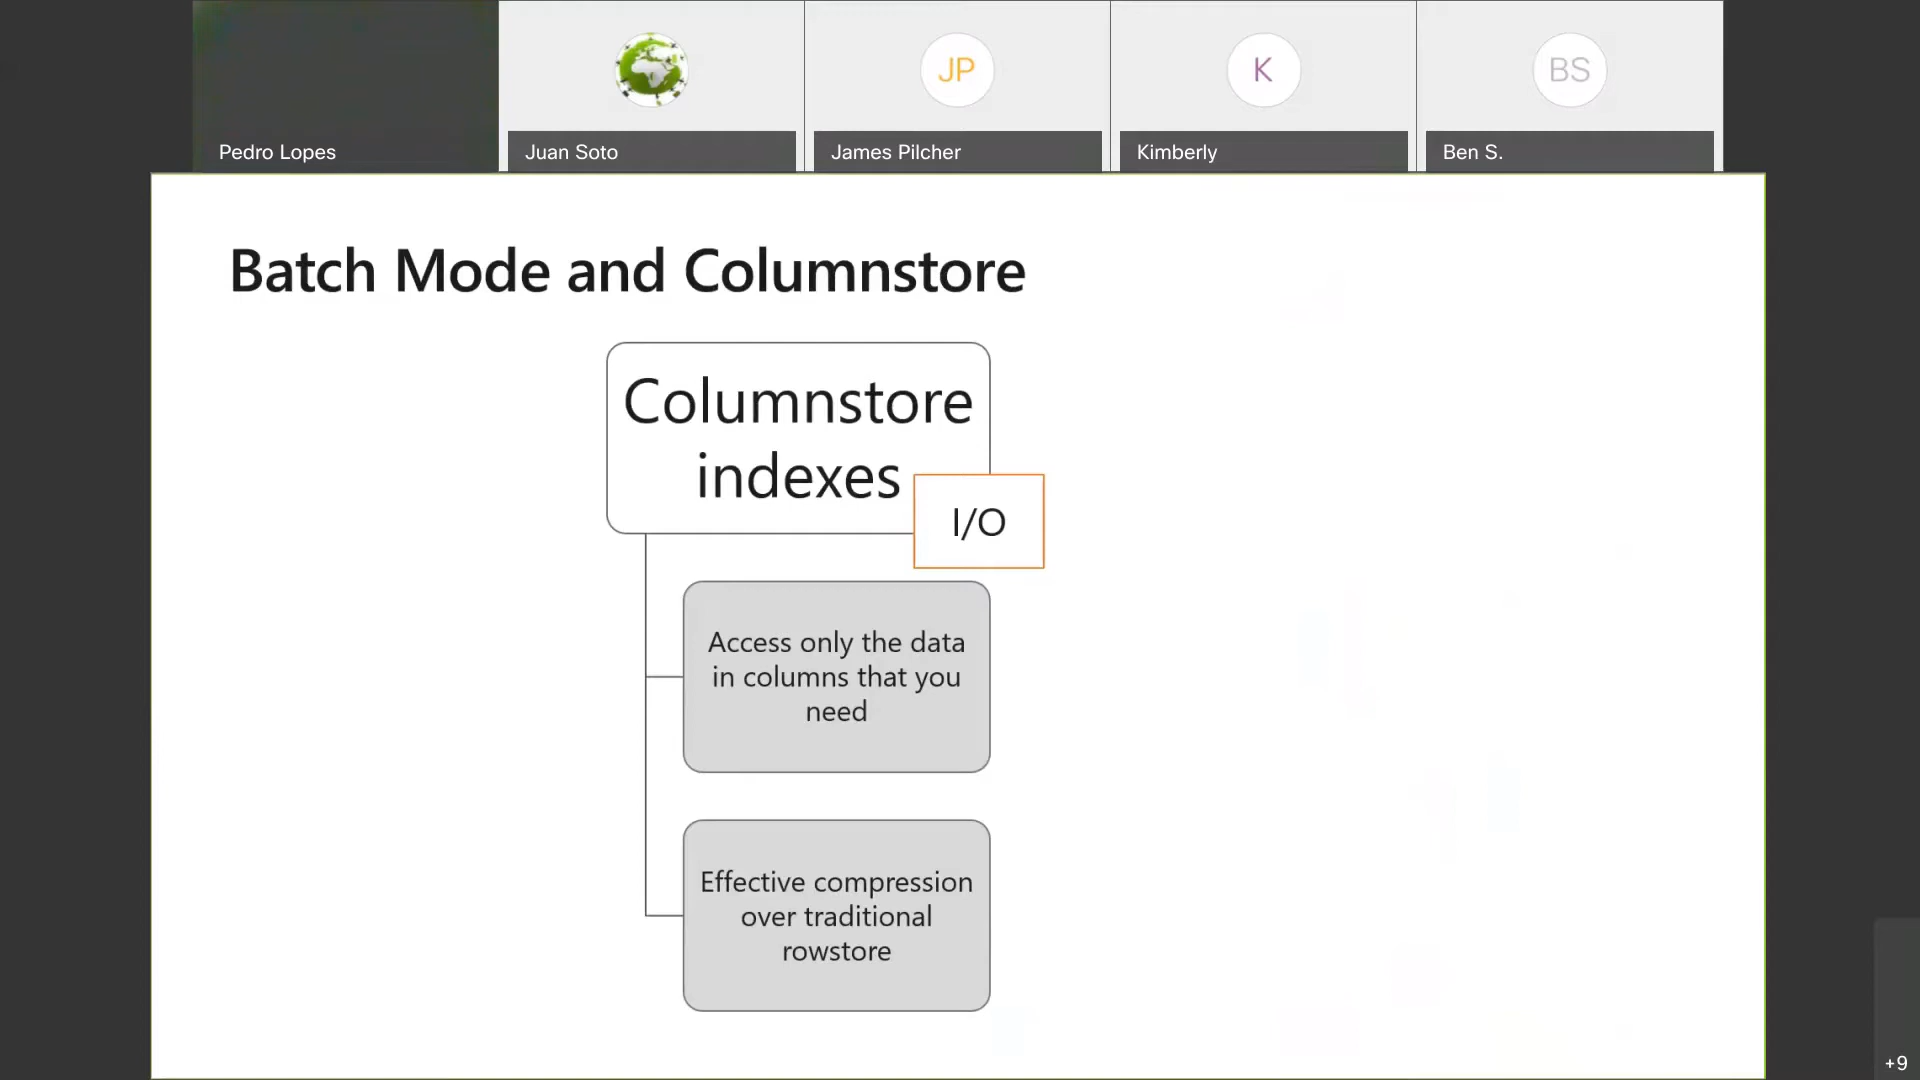 JP
K
BS
Pedro Lopes
Juan Soto
James Pilcher
Kimberly
Ben S.
Batch Mode and Columnstore
Columnstore
indexes
I/O
Access only the data
in columns that you
need
Effective compression
over traditional
rowstore
+9